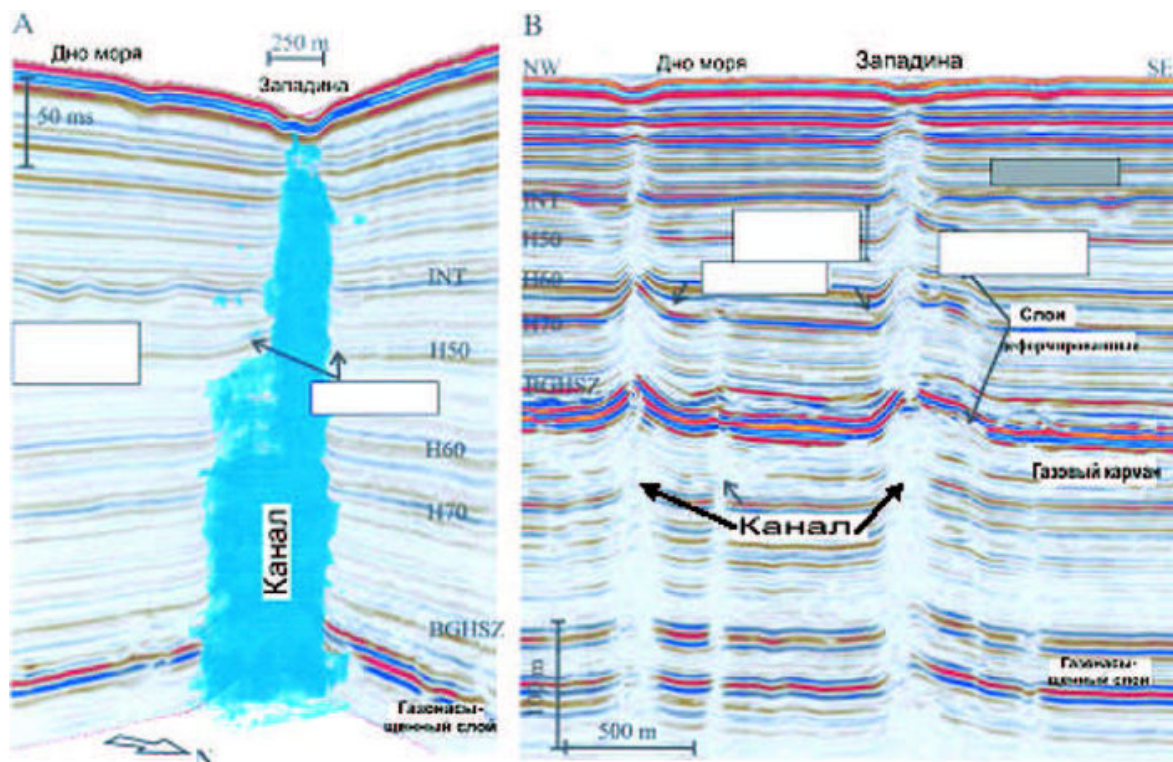 A
Дно моря
250 m
Западина
50 ms
INT
H50
H60
H70
Канал
BGHSZ
Газонасы-
щенный слой
N
B
NW
Дно моря
Западина
SE
INT
H50
H60
H70
Слои
деформированные
BGHSZ
Газовый карман
Канал
Газонасы-
щенный слой
500 m